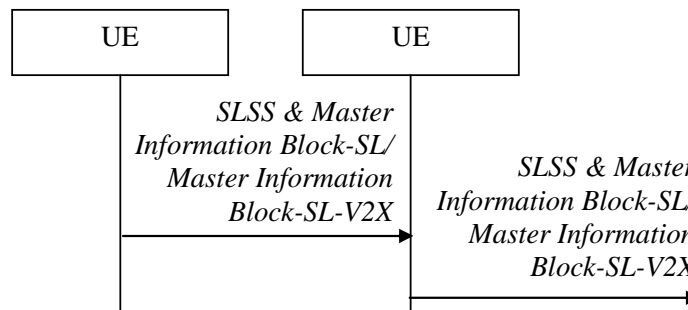 UE
UE
SLSS & Master
Information Block-SL/
Master Information
Block-SL-V2X
SLSS & Master
Information Block-SL/
Master Information
Block-SL-V2X